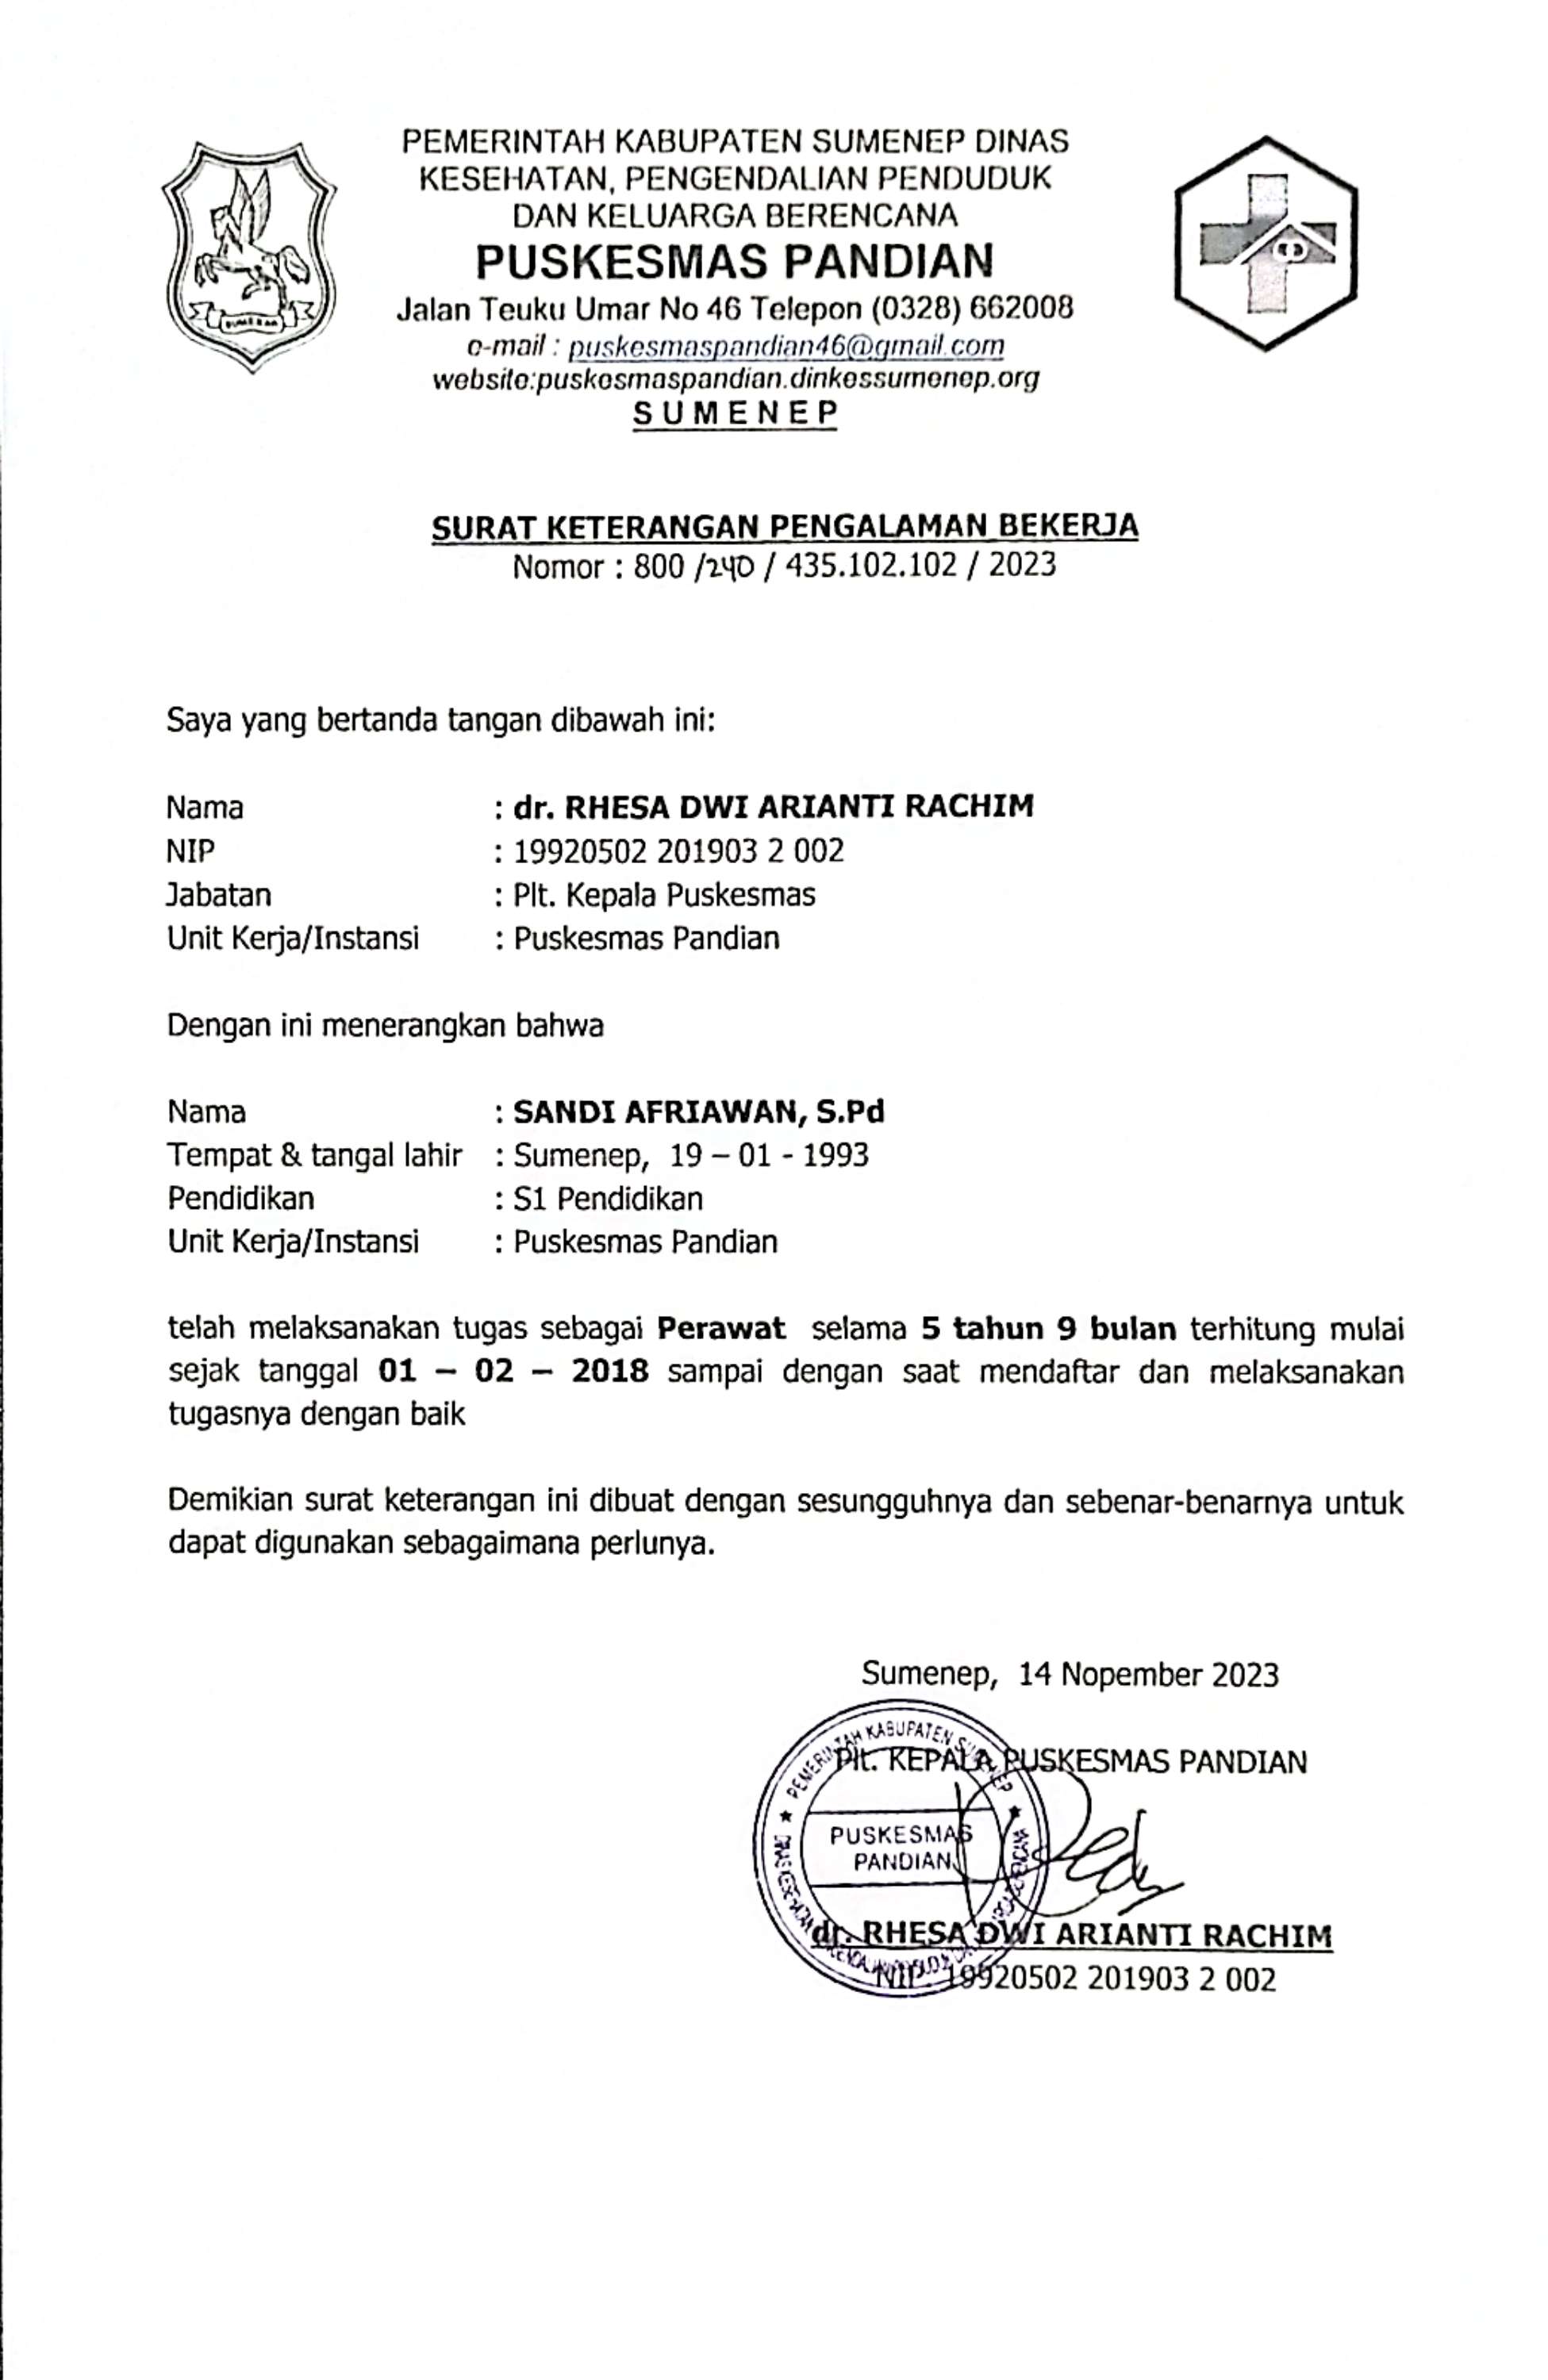 PEMERINTAH KABUPATEN SUMENEP DINAS
KESEHATAN, PENGENDALIAN PENDUDUK
DAN KELUARGA BERENCANA
PUSKESMAS PANDIAN
Jalan Teuku Umar No 46 Telepon (0328) 662008
e-mail : puskesmaspandian46@gmail.com
website:puskesmaspandian.dinkessumenep.org
SUMENEP
SURAT KETERANGAN PENGALAMAN BEKERJA
Nomor : 800 /240 / 435.102.102 / 2023
Saya yang bertanda tangan dibawah ini:
Nama : dr. RHESA DWI ARIANTI RACHIM
NIP : 19920502 201903 2 002
Jabatan : Plt. Kepala Puskesmas
Unit Kerja/Instansi : Puskesmas Pandian
Dengan ini menerangkan bahwa
Nama : SANDI AFRIAWAN, S.Pd
Tempat & tangal lahir : Sumenep, 19 – 01 - 1993
Pendidikan : S1 Pendidikan
Unit Kerja/Instansi : Puskesmas Pandian
telah melaksanakan tugas sebagai Perawat selama 5 tahun 9 bulan terhitung mulai
sejak tanggal 01 – 02 – 2018 sampai dengan saat mendaftar dan melaksanakan
tugasnya dengan baik
Demikian surat keterangan ini dibuat dengan sesungguhnya dan sebenar-benarnya untuk
dapat digunakan sebagaimana perlunya.
Sumenep, 14 Nopember 2023
Plt. KEPALA PUSKESMAS PANDIAN
PEMERINTAH KABUPATEN SUMENEP
PUSKESMAS
PANDIAN
dr. RHESA DWI ARIANTI RACHIM
NIP. 19920502 201903 2 002